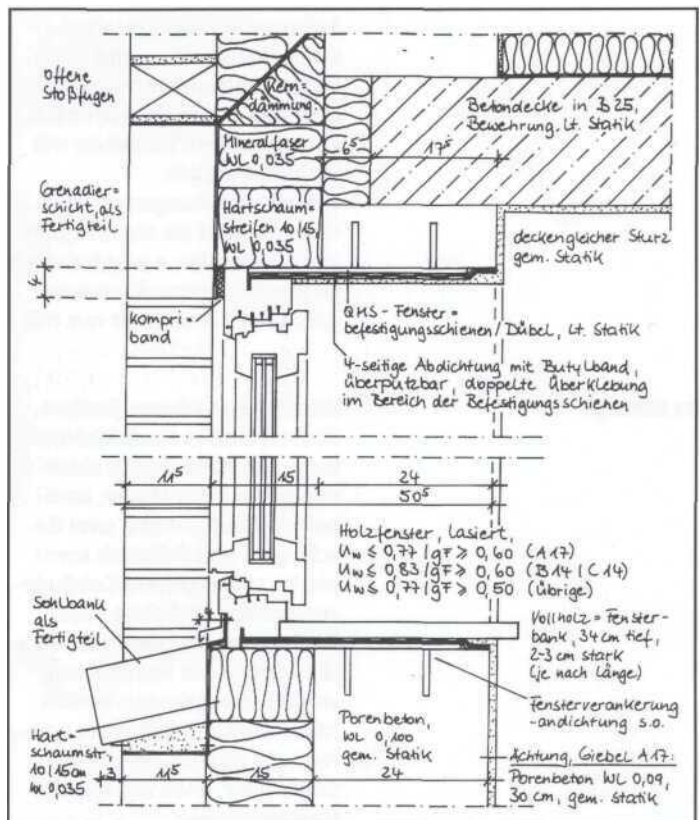 offene
Stoßfugen
Kern=
dämmung
Mineralfaser
WL 0,035
Betondecke in B 25,
Bewehrung lt. Statik
6⁵
17⁵
Grenadier=
schicht, als
Fertigteil
Hartschaum=
streifen 10/15,
WL 0,035
deckengleicher Sturz
gem. Statik
4
Kompri=
band
QHS-Fenster=
befestigungsschienen/Dübel, lt. Statik
4-seitige Abdichtung mit Butylband,
überputzbar, doppelte Überklebung
im Bereich der Befestigungsschienen
11⁵
15
24
50⁵
Holzfenster, lasiert,
Uw ≤ 0,77 / gF ≥ 0,60 (A17)
Uw ≤ 0,83 / gF ≥ 0,60 (B14 / C14)
Uw ≤ 0,77 / gF ≥ 0,50 (übrige)
Sohlbank
als
Fertigteil
Vollholz=Fenster-
bank, 34 cm tief,
2-3 cm stark
(je nach Länge)
Fensterverankerung
-andichtung s.o.
Porenbeton,
WL 0,100
gem. Statik
Hart-
schaumstr.,
10/15cm
WL 0,035
3
11⁵
15
24
Achtung, Giebel A17:
Porenbeton WL 0,09,
30 cm, gem. Statik